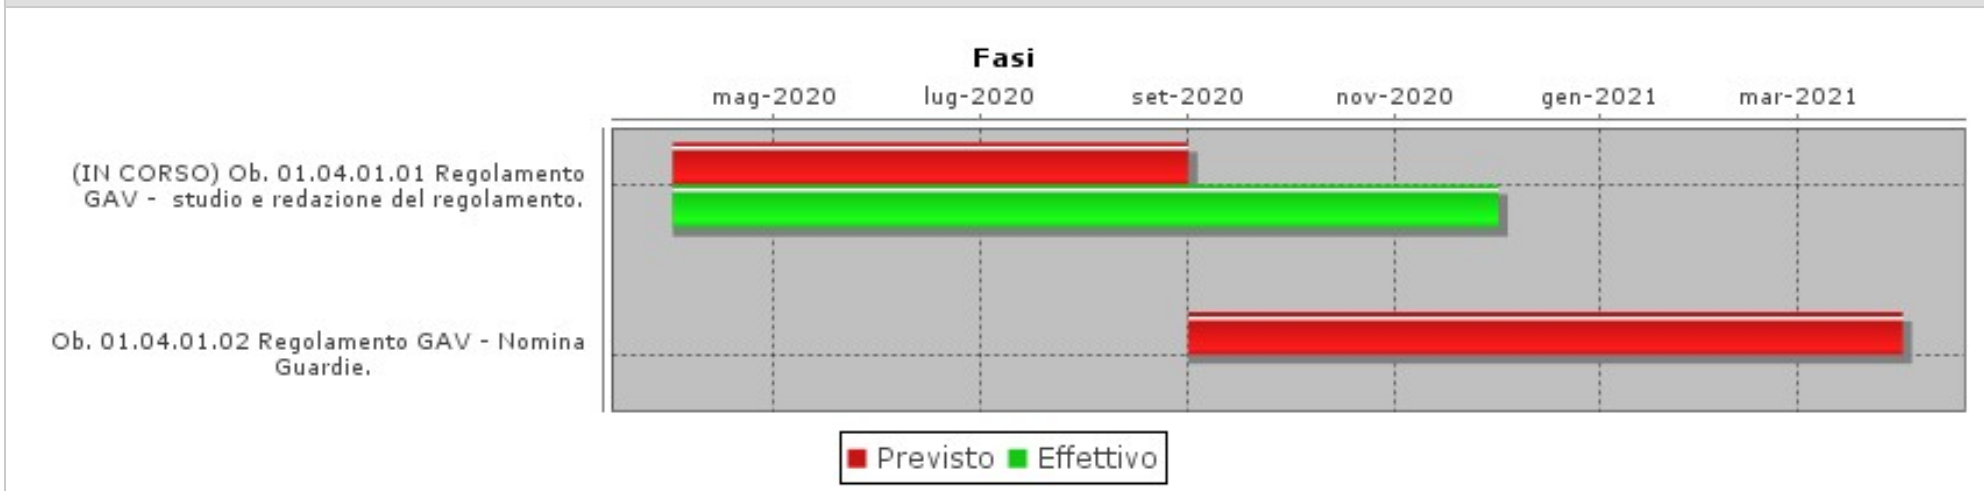 Fasi
mag-2020 lug-2020 set-2020 nov-2020 gen-2021 mar-2021
(IN CORSO) Ob. 01.04.01.01 Regolamento
GAV - studio e redazione del regolamento.
Ob. 01.04.01.02 Regolamento GAV - Nomina
Guardie.
Previsto Effettivo